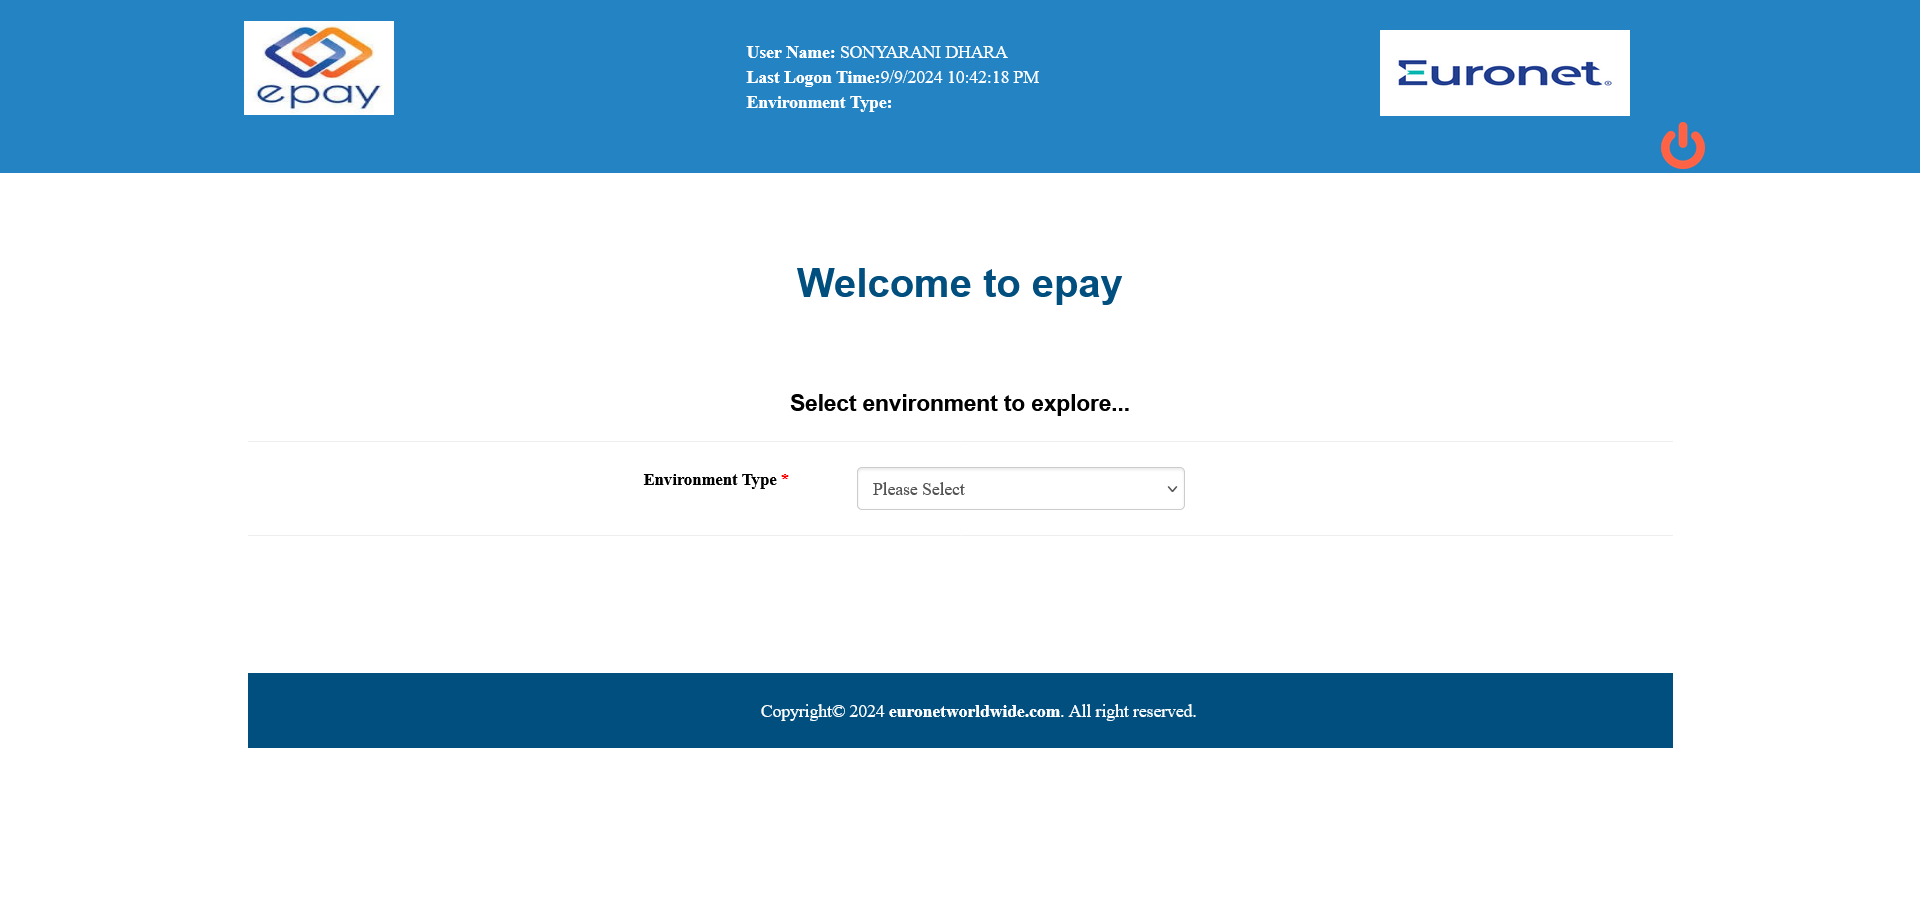 epay
User Name: SONYARANI DHARA
Last Logon Time:9/9/2024 10:42:18 PM
Environment Type:
Euronet®
Welcome to epay
Select environment to explore...
Environment Type *
Please Select
Copyright© 2024 euronetworldwide.com. All right reserved.